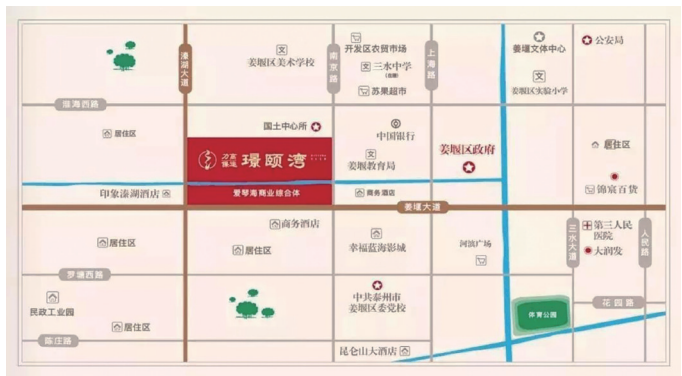 开发区农贸市场
姜堰区美术学校
三水中学
苏果超市
姜堰文体中心
公安局
姜堰区实验小学
溱湖大道
南京路
上海路
淮海西路
居住区
国土中心所
中国银行
姜堰教育局
姜堰区政府
居住区
璟颐湾
爱琴海商业综合体
印象溱湖酒店
商务酒店
锦宸百货
姜堰大道
商务酒店
居住区
居住区
幸福蓝海影城
河滨广场
三水大道
第三人民
医院
大润发
人民路
罗塘西路
民政工业园
居住区
中共泰州市
姜堰区委党校
体育公园
花园路
陈庄路
昆仑山大酒店